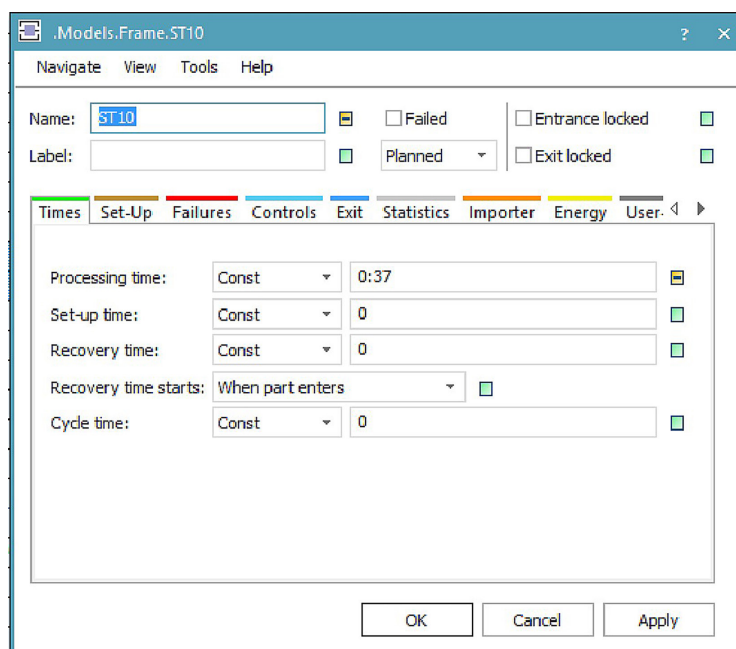 .Models.Frame.ST10 ? ×
Navigate View Tools Help
Name: ST10 Failed Entrance locked
Label: Planned Exit locked
Times Set-Up Failures Controls Exit Statistics Importer Energy User-
Processing time: Const 0:37
Set-up time: Const 0
Recovery time: Const 0
Recovery time starts: When part enters
Cycle time: Const 0
OK Cancel Apply